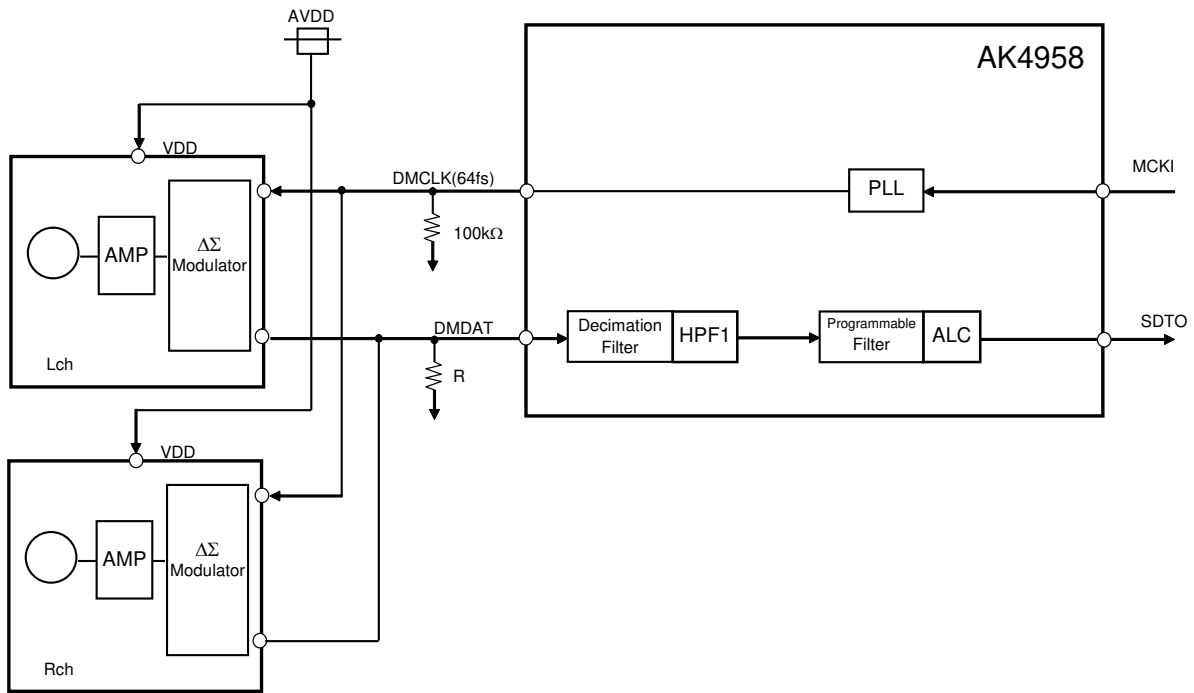 AVDD
AK4958
VDD
DMCLK(64fs)
PLL
MCKI
100kΩ
AMP
ΔΣ
Modulator
DMDAT
Decimation
Filter
HPF1
Programmable
Filter
ALC
SDTO
Lch
R
VDD
AMP
ΔΣ
Modulator
Rch